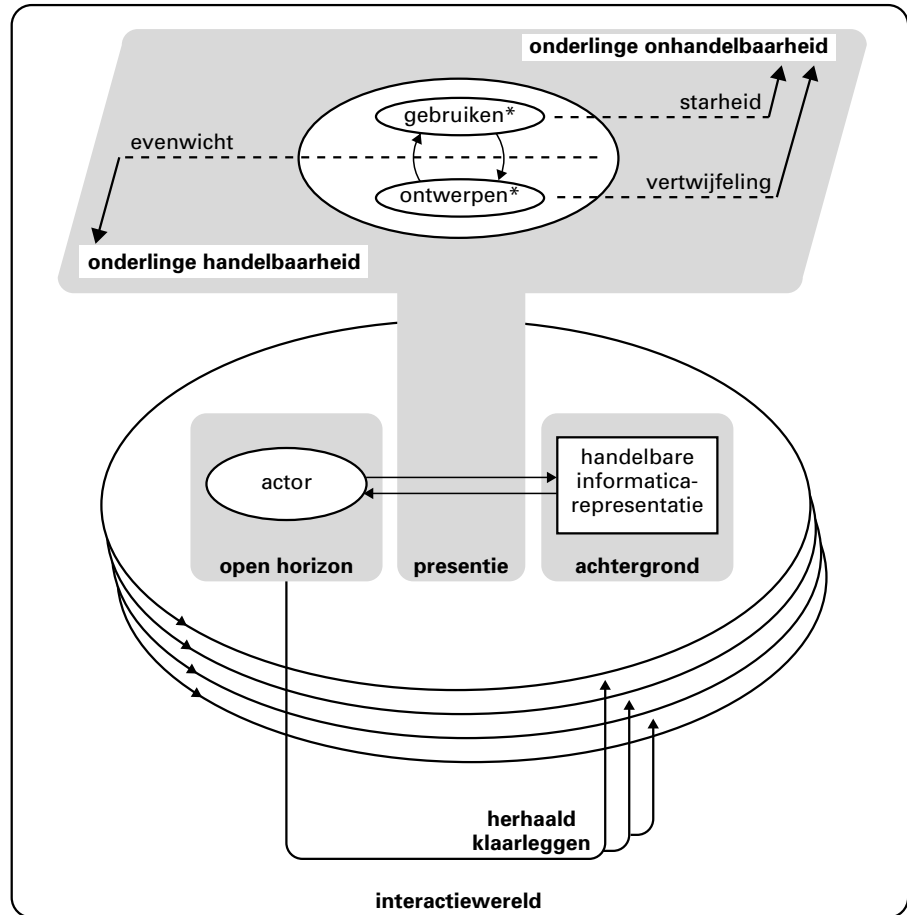 onderlinge onhandelbaarheid
gebruiken*
starheid
evenwicht
ontwerpen*
vertwijfeling
onderlinge handelbaarheid
actor
handelbare
informatica-
representatie
open horizon
presentie
achtergrond
herhaald
klaarleggen
interactiewereld